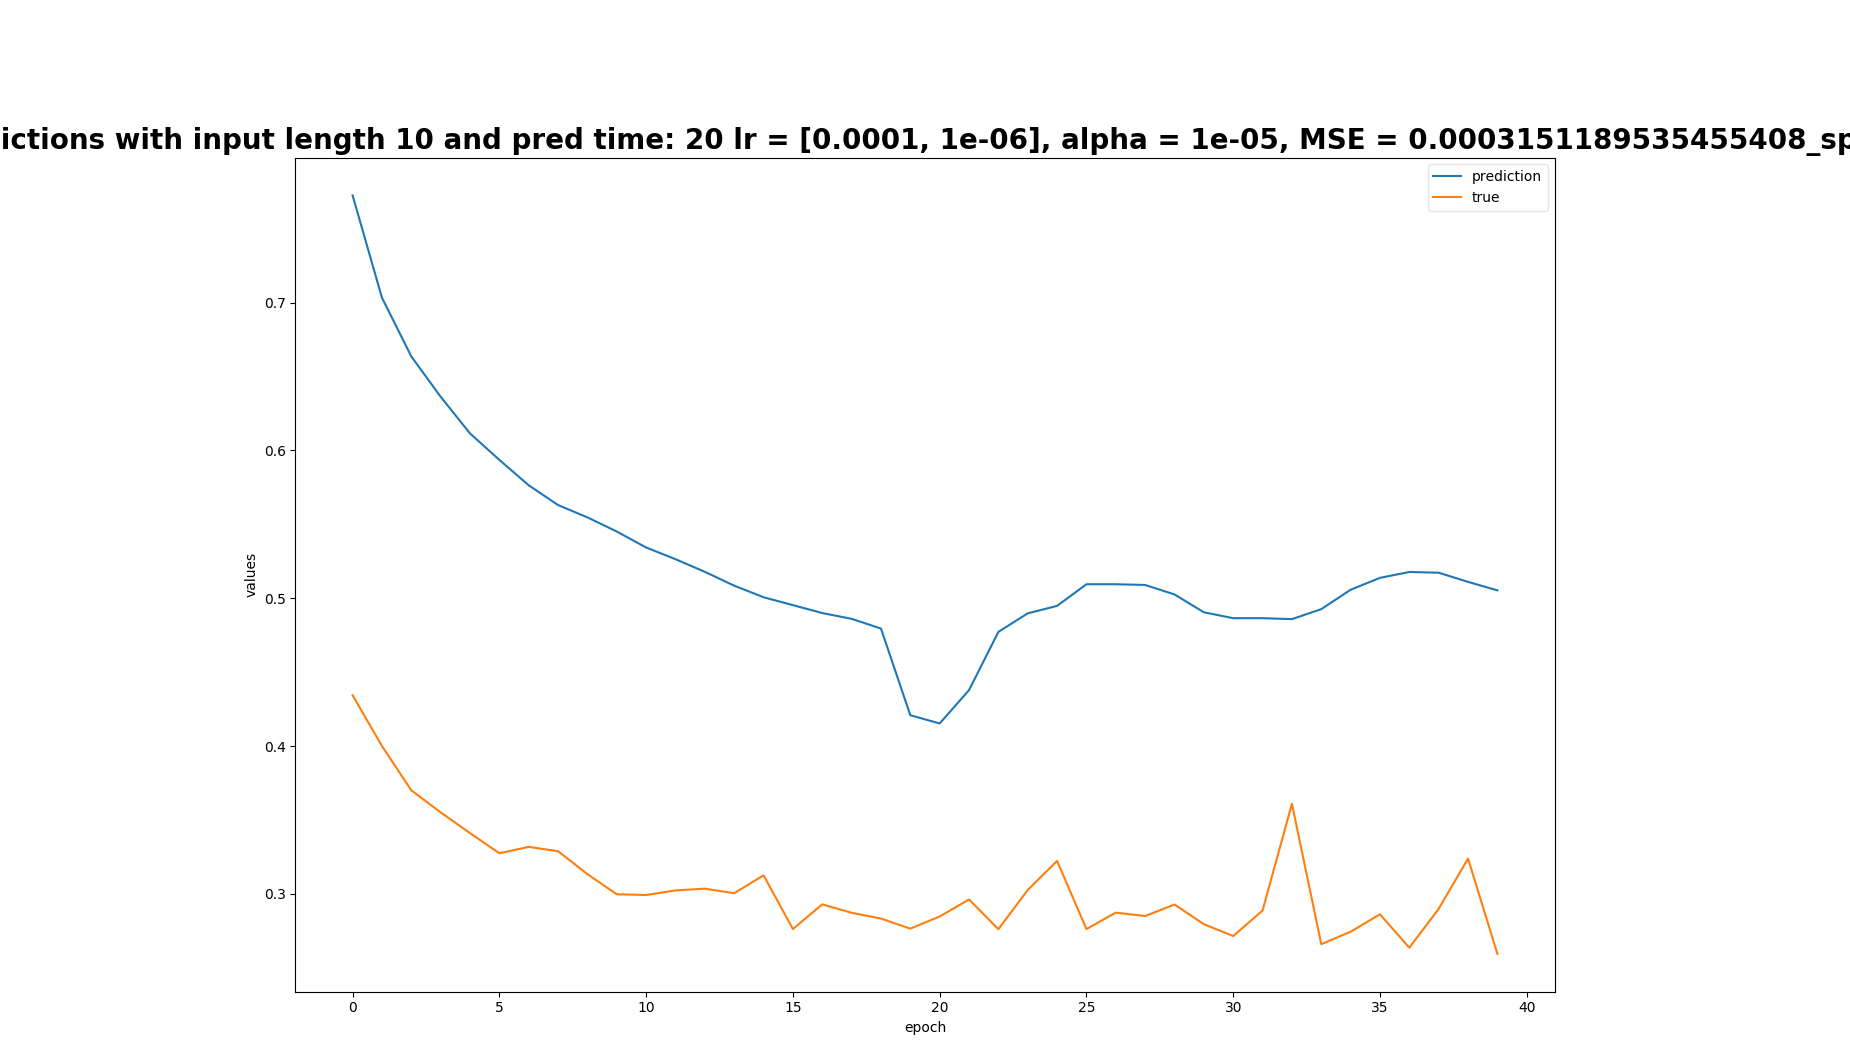 ictions with input length 10 and pred time: 20 lr = [0.0001, 1e-06], alpha = 1e-05, MSE = 0.0003151189535455408_sp
prediction
true
0.7
0.6
0.5
0.4
0.3
values
0 5 10 15 20 25 30 35 40
epoch